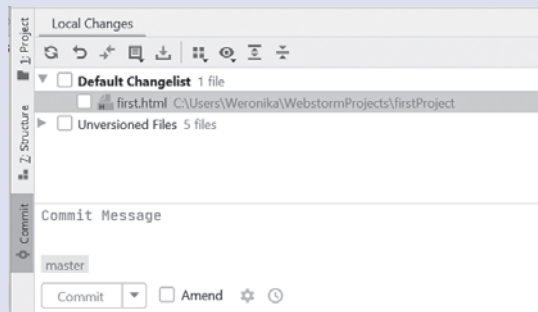 Local Changes
1: Project
Default Changelist 1 file
first.html C:\Users\Weronika\WebstormProjects\firstProject
Unversioned Files 5 files
Z: Structure
Commit
Commit Message
master
Commit
Amend